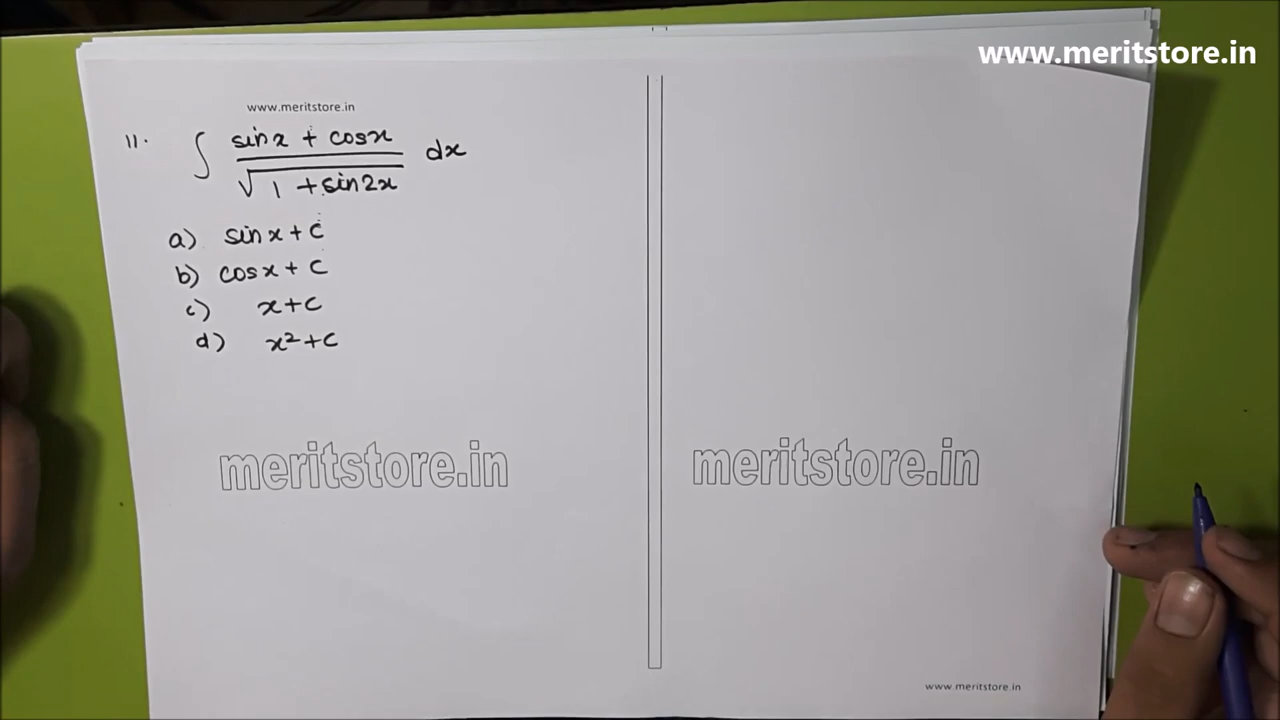 www.meritstore.in
www.meritstore.in
11. ∫ (sin x + cos x) / √(1 + sin 2x) dx
a) sin x + c
b) cos x + c
c) x + c
d) x² + c
meritstore.in meritstore.in
www.meritstore.in